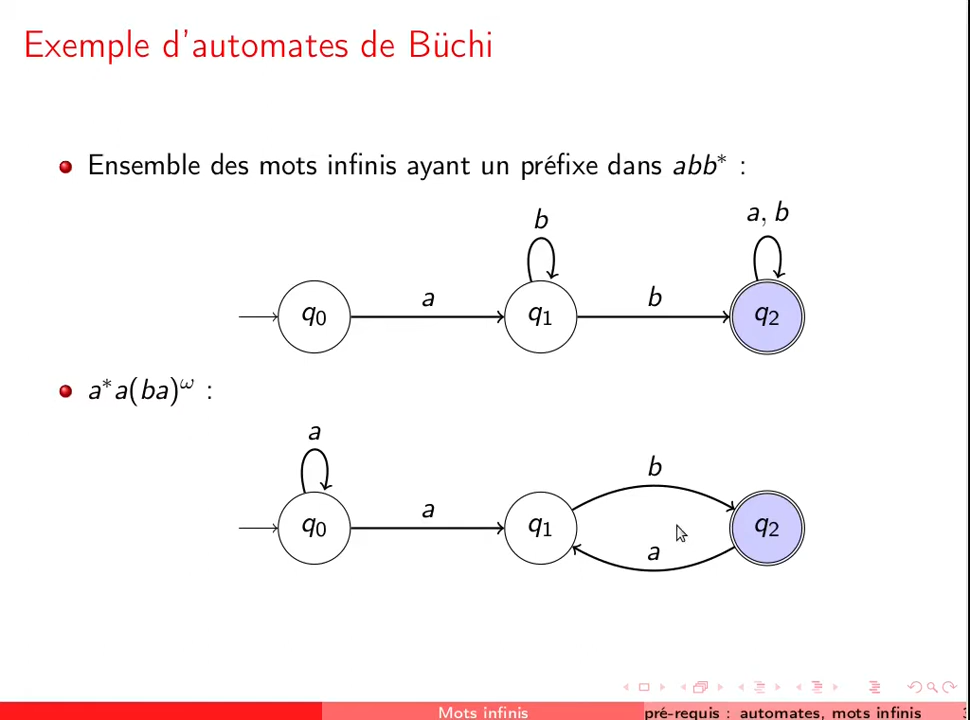 Exemple d'automates de Büchi
Ensemble des mots infinis ayant un préfixe dans abb* :
b
a, b
q0
a
q1
b
q2
a*a(ba)ω :
a
b
q0
a
q1
q2
a
Mots infinis
pré-requis : automates, mots infinis